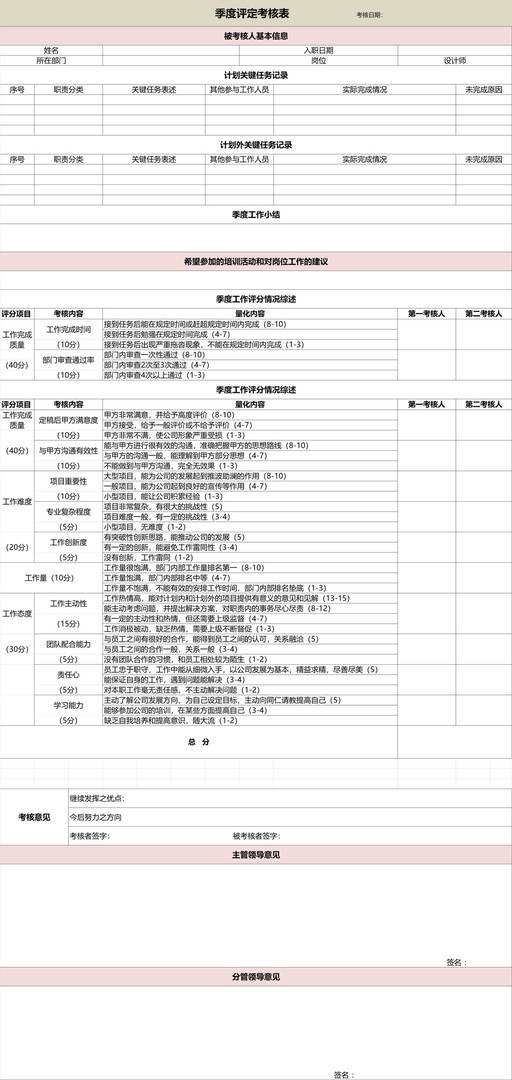 季度评定考核表 考核日期:
被考核人基本信息
姓名 入职日期
所在部门 岗位 设计师
计划关键任务记录
序号 职责分类 关键任务表述 其他参与工作人员 实际完成情况 未完成原因
计划外关键任务记录
序号 职责分类 关键任务表述 其他参与工作人员 实际完成情况 未完成原因
季度工作小结
希望参加的培训活动和对岗位工作的建议
季度工作评分情况综述
评分项目 考核内容 量化内容 第一考核人 第二考核人
工作完成质量 (40分) 工作完成时间 (10分) 接到任务后能在规定时间或赶超规定时间内完成 (8-10)
接到任务后勉强在规定时间完成 (4-7)
接到任务后出现严重拖沓现象，不能在规定时间内完成 (1-3)
部门审查通过率 (10分) 部门内审查一次性通过 (8-10)
部门内审查2次至3次通过 (4-7)
部门内审查4次以上通过 (1-3)
季度工作评分情况综述
评分项目 考核内容 量化内容 第一考核人 第二考核人
工作完成质量 (40分) 定稿后甲方满意度 (10分) 甲方非常满意，并给予高度评价 (8-10)
甲方接受，给予一般评价或不给予评价 (4-7)
甲方非常不满，使公司形象严重受损 (1-3)
与甲方沟通有效性 (10分) 能与甲方进行很有效的沟通，准确把握甲方的思想路线 (8-10)
与甲方的沟通一般，能理解到甲方部分思想 (4-7)
不能做到与甲方沟通，完全无效果 (1-3)
工作难度 (20分) 项目重要性 (10分) 大型项目，能为公司的发展起到推波助澜的作用 (8-10)
一般项目，能为公司起到良好的宣传等作用 (4-7)
小型项目，能让公司积累经验 (1-3)
专业复杂程度 (5分) 项目非常复杂，有很大的挑战性 (5)
项目难度一般，有一定的挑战性 (3-4)
小型项目，无难度 (1-2)
工作创新度 (5分) 有突破性创新思路，能推动公司的发展 (5)
有一定的创新，能避免工作雷同性 (3-4)
没有创新，工作雷同 (1-2)
工作量 (10分) 工作量很饱满，部门内部工作量排名第一 (8-10)
工作量饱满，部门内部排名中等 (4-7)
工作量不饱满，不能有效的安排工作时间，部门内部排名垫底 (1-3)
工作态度 (30分) 工作主动性 (15分) 工作热情高，能对计划内和计划外的项目提供有意义的意见和见解 (13-15)
能主动考虑问题，并提出解决方案，对职责内的事务尽心尽责 (8-12)
有一定的主动性和热情，但还需要上级监督 (4-7)
工作消极被动，缺乏热情，需要上级不断督促 (1-3)
团队配合能力 (5分) 与员工之间有很好的合作，能得到员工之间的认可，关系融洽 (5)
与员工之间的合作一般，关系一般 (3-4)
没有团队合作的习惯，和员工相处较为陌生 (1-2)
责任心 (5分) 员工忠于职守，工作中能从细微入手，以公司发展为基本，精益求精，尽善尽美 (5)
能保证自身的工作，遇到问题能解决 (3-4)
对本职工作毫无责任感，不主动解决问题 (1-2)
学习能力 (5分) 主动了解公司发展方向，为自己设定目标，主动向同仁请教提高自己 (5)
能够参加公司的培训，在某些方面提高自己 (3-4)
缺乏自我培养和提高意识，随大流 (1-2)
总 分
考核意见 继续发挥之优点:
今后努力之方向
考核者签字: 被考核者签字:
主管领导意见
签名：
分管领导意见
签名：